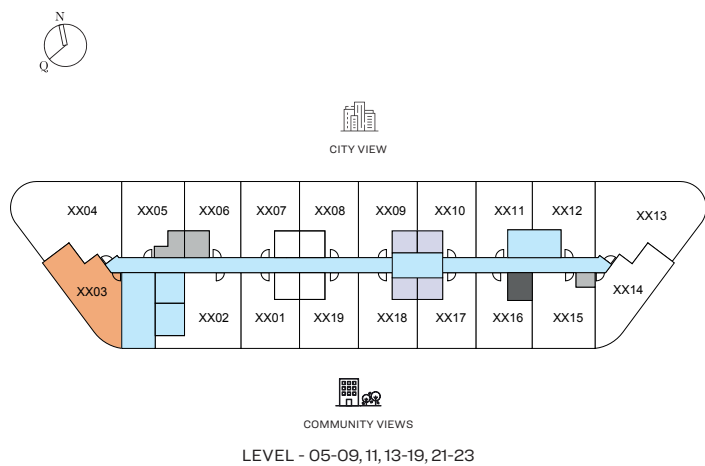 N
Q
CITY VIEW
XX04 XX05 XX06 XX07 XX08 XX09 XX10 XX11 XX12 XX13
XX03 XX14
XX02 XX01 XX19 XX18 XX17 XX16 XX15
COMMUNITY VIEWS
LEVEL - 05-09, 11, 13-19, 21-23